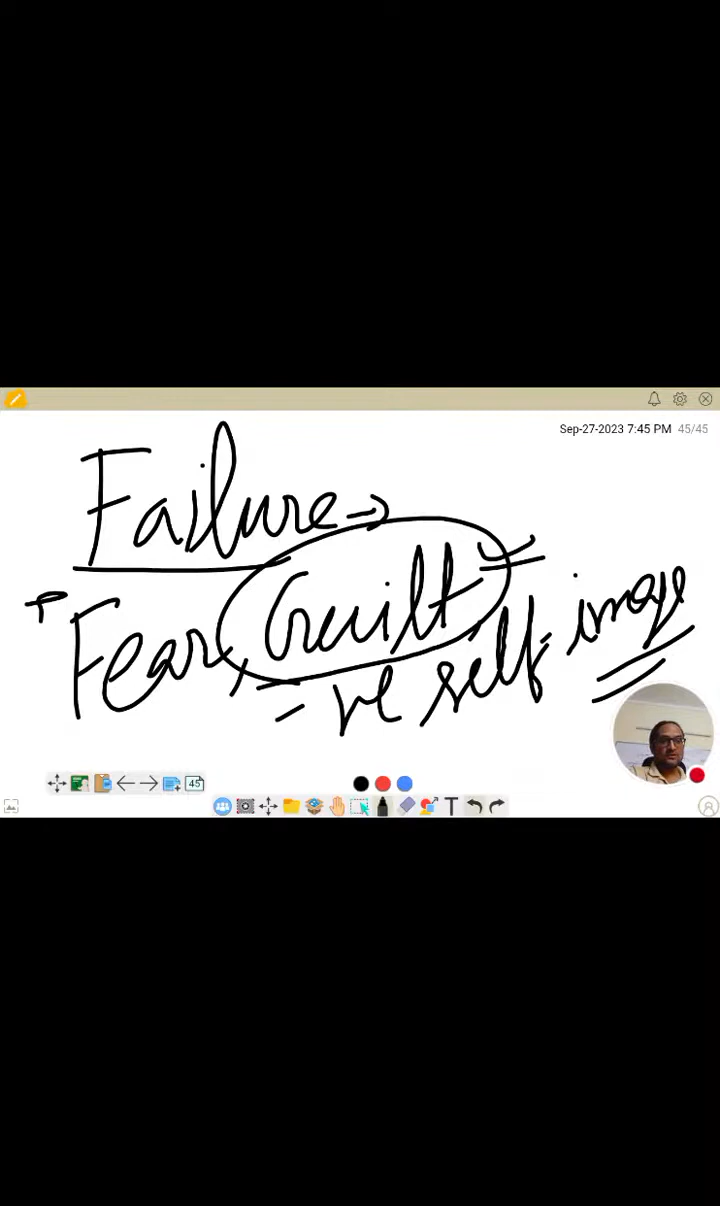 Sep-27-2023 7:45 PM 45/45
Failure →
Fear, Guilt
-ve self image
45
T